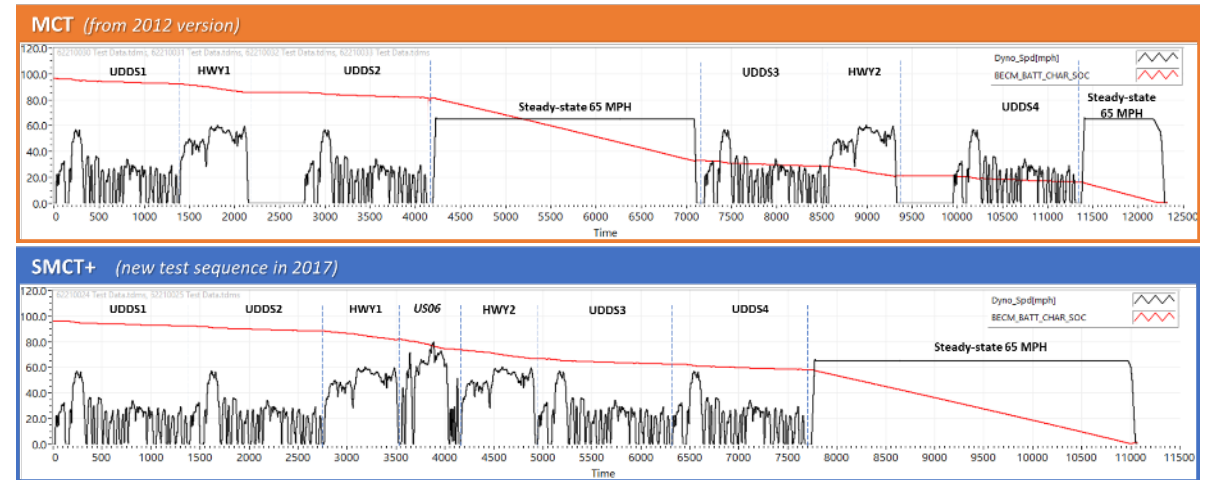 MCT (from 2012 version)
62210030 Test Data.tdms, 62210031 Test Data.tdms, 62210032 Test Data.tdms, 62210033 Test Data.tdms
Dyno_Spd[mph]
BECM_BATT_CHAR_SOC
UDDS1 HWY1 UDDS2 UDDS3 HWY2
UDDS4
Steady-state 65 MPH
Steady-state
65 MPH
120.0
100.0
80.0
60.0
40.0
20.0
0.0
0 500 1000 1500 2000 2500 3000 3500 4000 4500 5000 5500 6000 6500 7000 7500 8000 8500 9000 9500 10000 10500 11000 11500 12000 12500
Time
SMCT+ (new test sequence in 2017)
62210024 Test Data.tdms, 62210025 Test Data.tdms
Dyno_Spd[mph]
BECM_BATT_CHAR_SOC
UDDS1 UDDS2 HWY1 US06 HWY2 UDDS3 UDDS4
Steady-state 65 MPH
120.0
100.0
80.0
60.0
40.0
20.0
0.0
0 500 1000 1500 2000 2500 3000 3500 4000 4500 5000 5500 6000 6500 7000 7500 8000 8500 9000 9500 10000 10500 11000 11500
Time